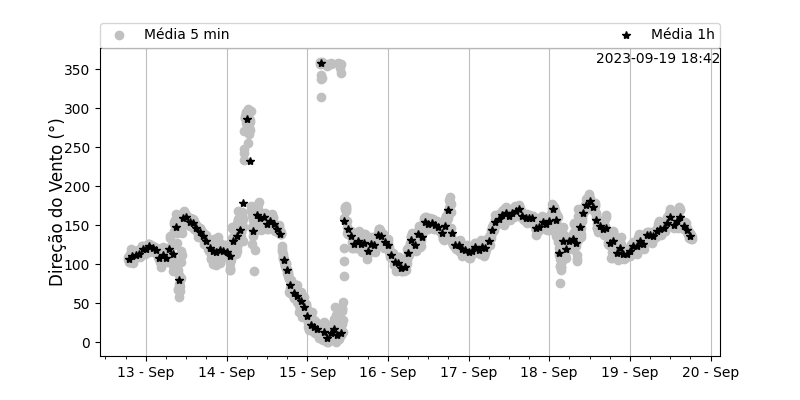 Média 5 min
Média 1h
2023-09-19 18:42
Direção do Vento (°)
350
300
250
200
150
100
50
0
13 - Sep
14 - Sep
15 - Sep
16 - Sep
17 - Sep
18 - Sep
19 - Sep
20 - Sep